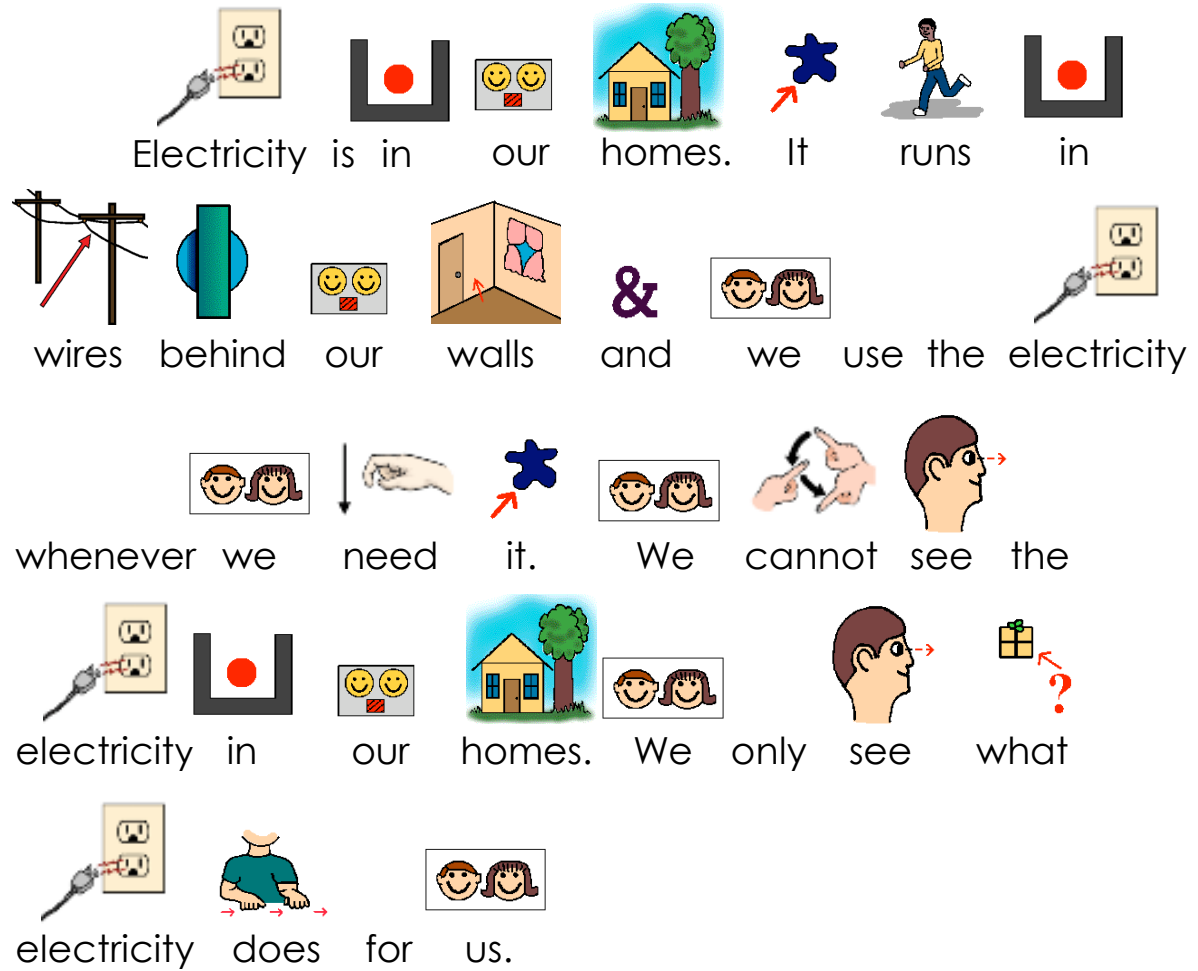 Electricity is in our homes. It runs in
wires behind our walls and we use the electricity
whenever we need it. We cannot see the
electricity in our homes. We only see what
electricity does for us.